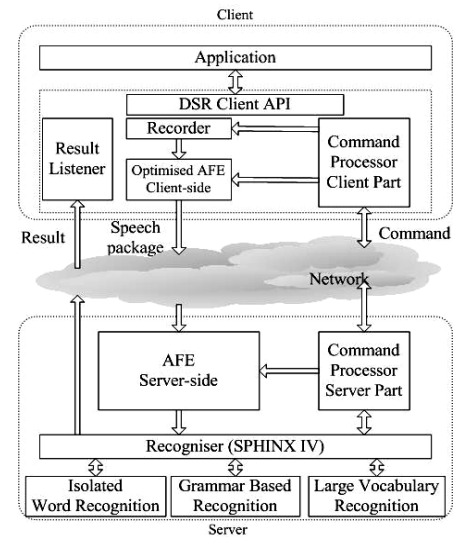 Client
Application
DSR Client API
Recorder
Result
Listener
Optimised AFE
Client-side
Command
Processor
Client Part
Result
Speech
package
Command
Network
AFE
Server-side
Command
Processor
Server Part
Recogniser (SPHINX IV)
Isolated
Word Recognition
Grammar Based
Recognition
Large Vocabulary
Recognition
Server